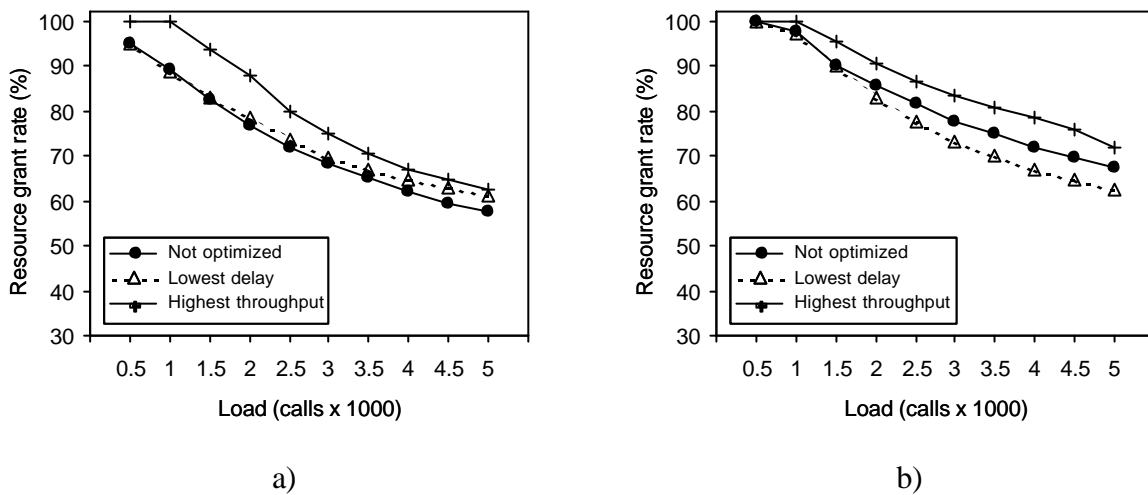 Resource grant rate (%)
100
90
80
70
60
50
40
30
Not optimized
Lowest delay
Highest throughput
0.5 1 1.5 2 2.5 3 3.5 4 4.5 5
Load (calls x 1000)
a)
Resource grant rate (%)
100
90
80
70
60
50
40
30
Not optimized
Lowest delay
Highest throughput
0.5 1 1.5 2 2.5 3 3.5 4 4.5 5
Load (calls x 1000)
b)